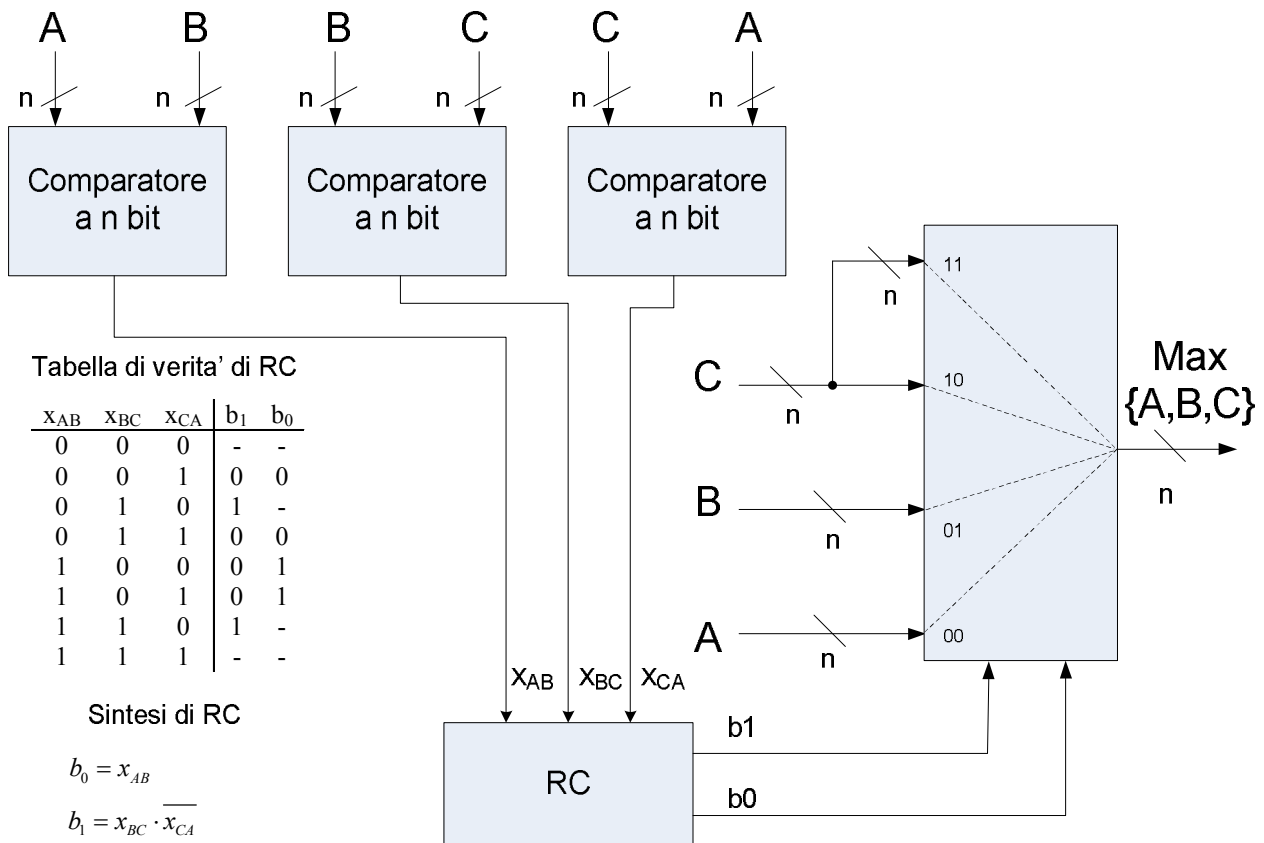 A B B C C A
n n n n n n
Comparatore a n bit
Comparatore a n bit
Comparatore a n bit
Tabella di verita' di RC
x_AB x_BC x_CA b_1 b_0
0 0 0 - -
0 0 1 0 0
0 1 0 1 -
0 1 1 0 0
1 0 0 0 1
1 0 1 0 1
1 1 0 1 -
1 1 1 - -
Sintesi di RC
b_0 = x_AB
b_1 = x_BC · \overline{x_CA}
x_AB x_BC x_CA
RC
b1
b0
n
11
C
n
10
B
n
01
A
n
00
Max
{A,B,C}
n